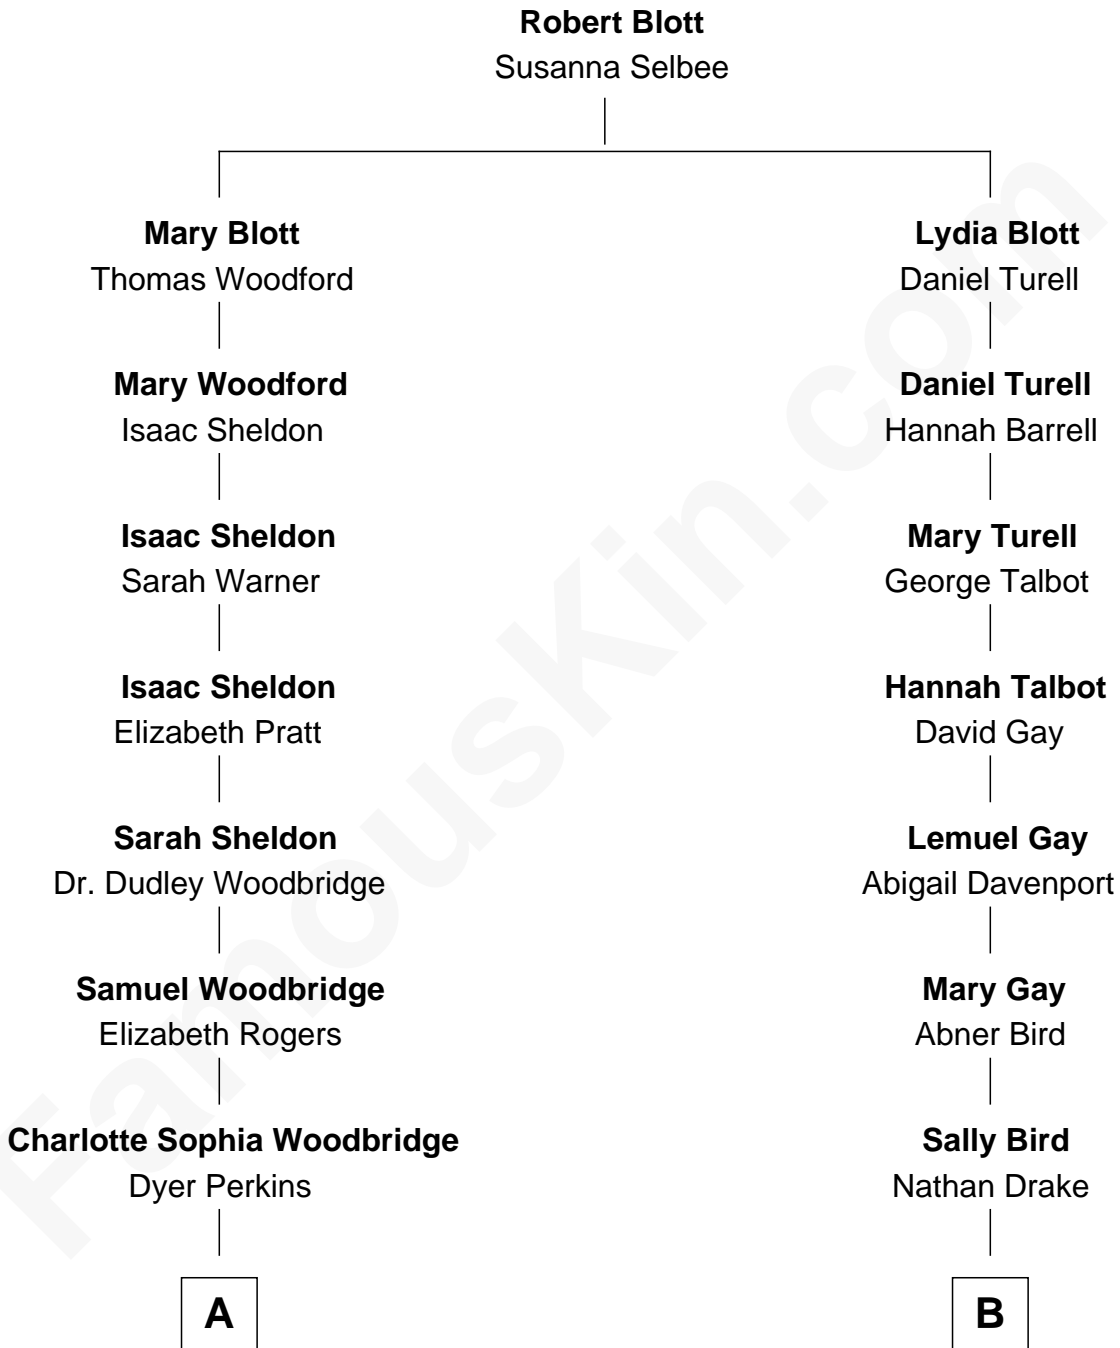 Robert Blott
Susanna Selbee
Mary Blott
Thomas Woodford
Lydia Blott
Daniel Turell
Mary Woodford
Isaac Sheldon
Daniel Turell
Hannah Barrell
Isaac Sheldon
Sarah Warner
Mary Turell
George Talbot
Isaac Sheldon
Elizabeth Pratt
Hannah Talbot
David Gay
Sarah Sheldon
Dr. Dudley Woodbridge
Lemuel Gay
Abigail Davenport
Samuel Woodbridge
Elizabeth Rogers
Mary Gay
Abner Bird
Charlotte Sophia Woodbridge
Dyer Perkins
Sally Bird
Nathan Drake
A
B
FamousKin.com